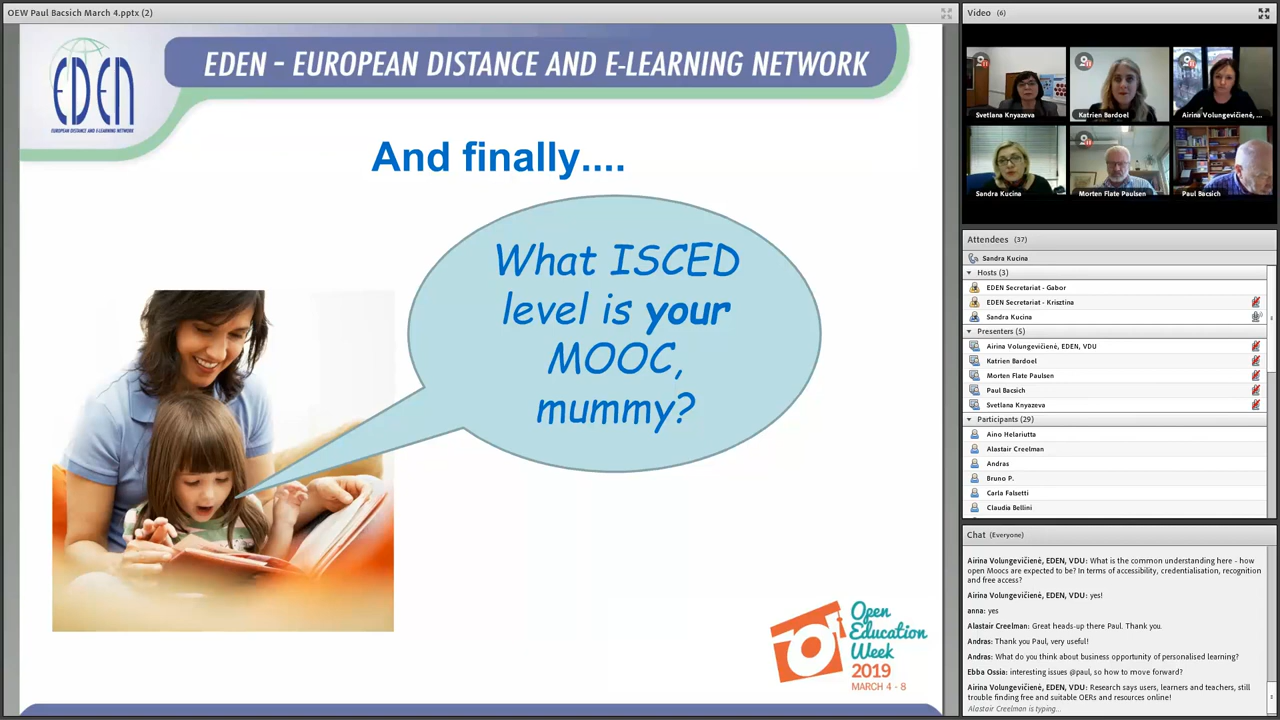 OEW Paul Bacsich March 4.pptx (2)
EDEN
EUROPEAN DISTANCE AND E-LEARNING NETWORK
EDEN - EUROPEAN DISTANCE AND E-LEARNING NETWORK
And finally....
What ISCED
level is your
MOOC,
mummy?
Open
Education
Week
2019
MARCH 4 - 8
Video (6)
Svetlana Knyazeva
Katrien Bardoel
Airina Volungevičienė, ...
Sandra Kucina
Morten Flate Paulsen
Paul Bacsich
Attendees (37)
Sandra Kucina
Hosts (3)
EDEN Secretariat - Gabor
EDEN Secretariat - Krisztina
Sandra Kucina
Presenters (5)
Airina Volungevičienė, EDEN, VDU
Katrien Bardoel
Morten Flate Paulsen
Paul Bacsich
Svetlana Knyazeva
Participants (29)
Aino Helariutta
Alastair Creelman
Andras
Bruno P.
Carla Falsetti
Claudia Bellini
Chat (Everyone)
Airina Volungevičienė, EDEN, VDU: What is the common understanding here - how
open Moocs are expected to be? In terms of accessibility, credentialisation, recognition
and free access?
Airina Volungevičienė, EDEN, VDU: yes!
anna: yes
Alastair Creelman: Great heads-up there Paul. Thank you.
Andras: Thank you Paul, very useful!
Andras: What do you think about business opportunity of personalised learning?
Ebba Ossia: interesting issues @paul, so how to move forward?
Airina Volungevičienė, EDEN, VDU: Research says users, learners and teachers, still
trouble finding free and suitable OERs and resources online!
Alastair Creelman is typing...